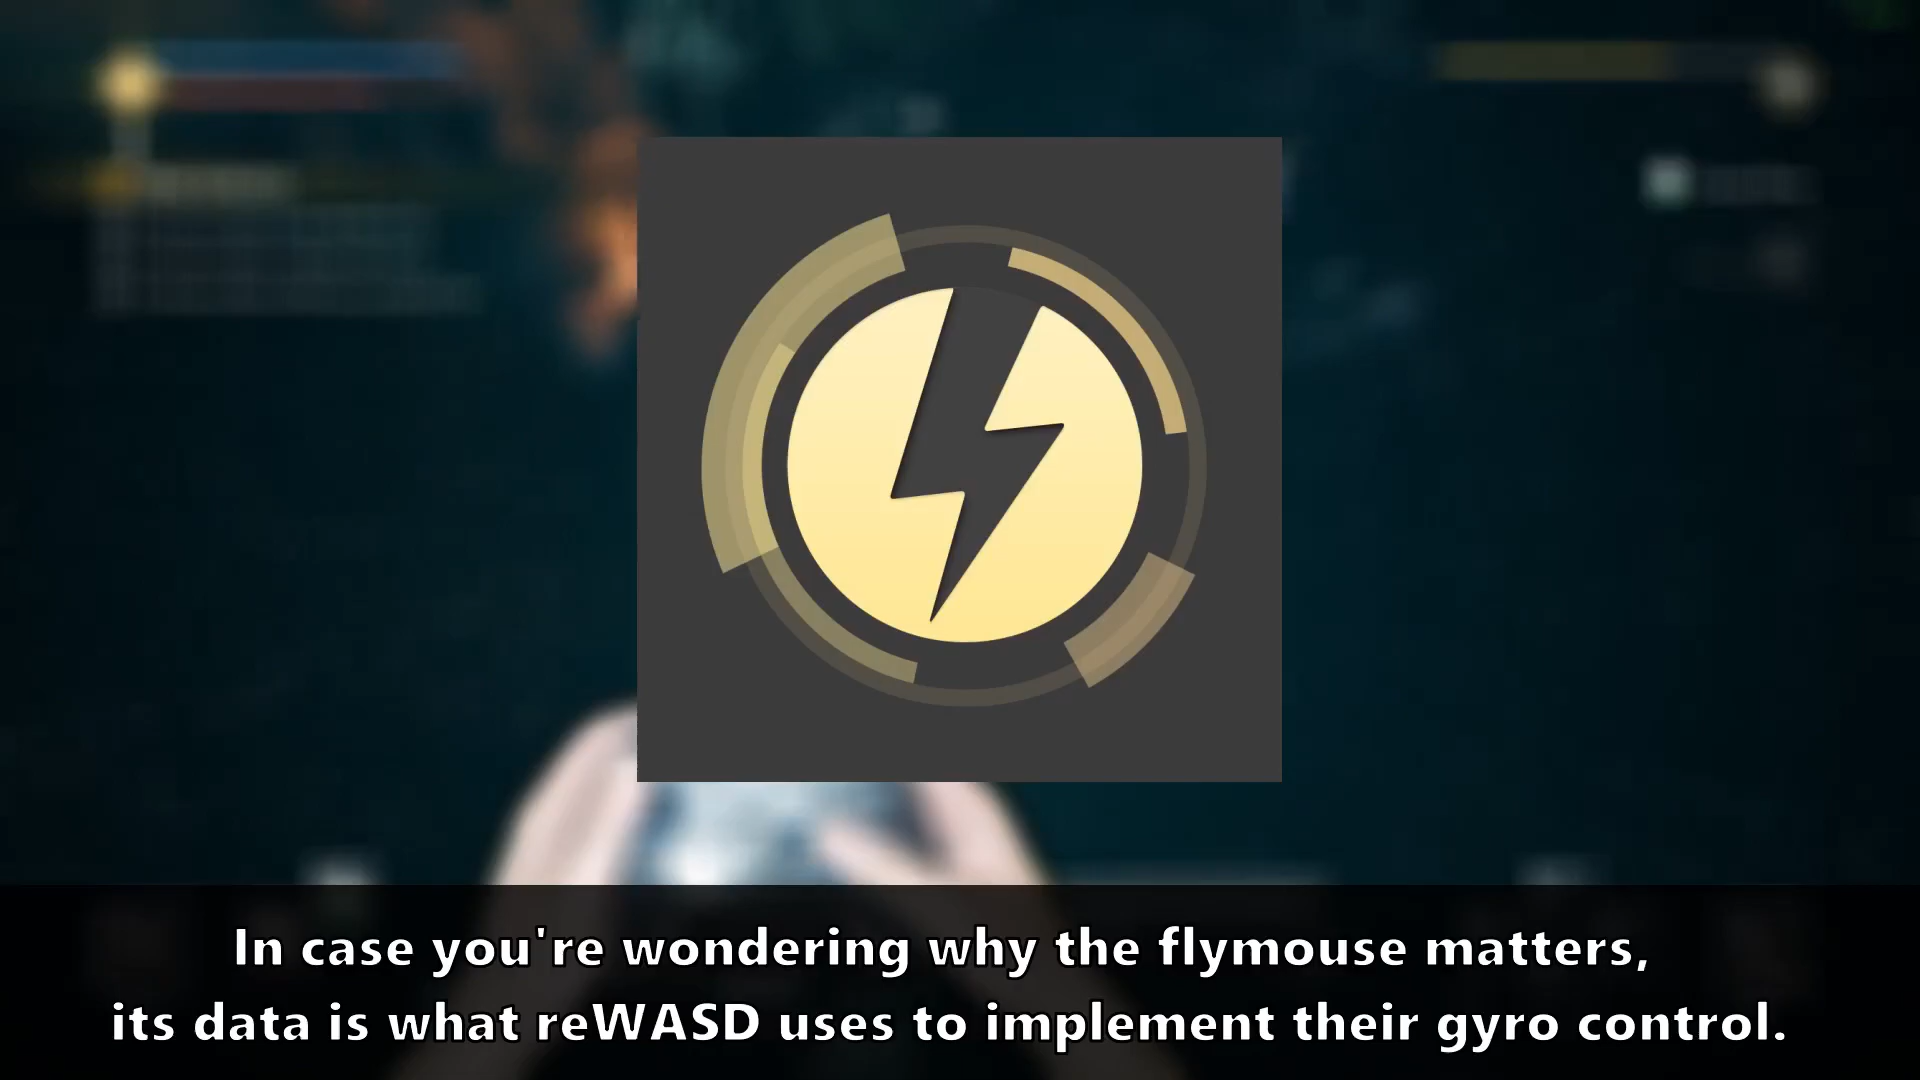 In case you're wondering why the flymouse matters,
its data is what reWASD uses to implement their gyro control.